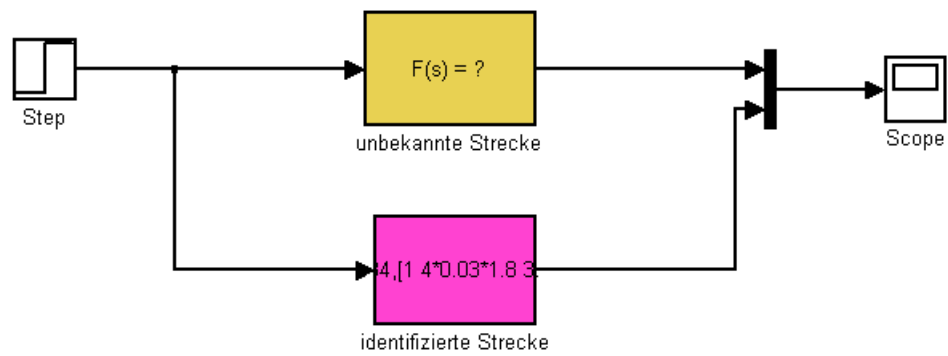 F(s) = ?
Step
unbekannte Strecke
Scope
4,[1 4*0.03*1.8 3.
identifizierte Strecke